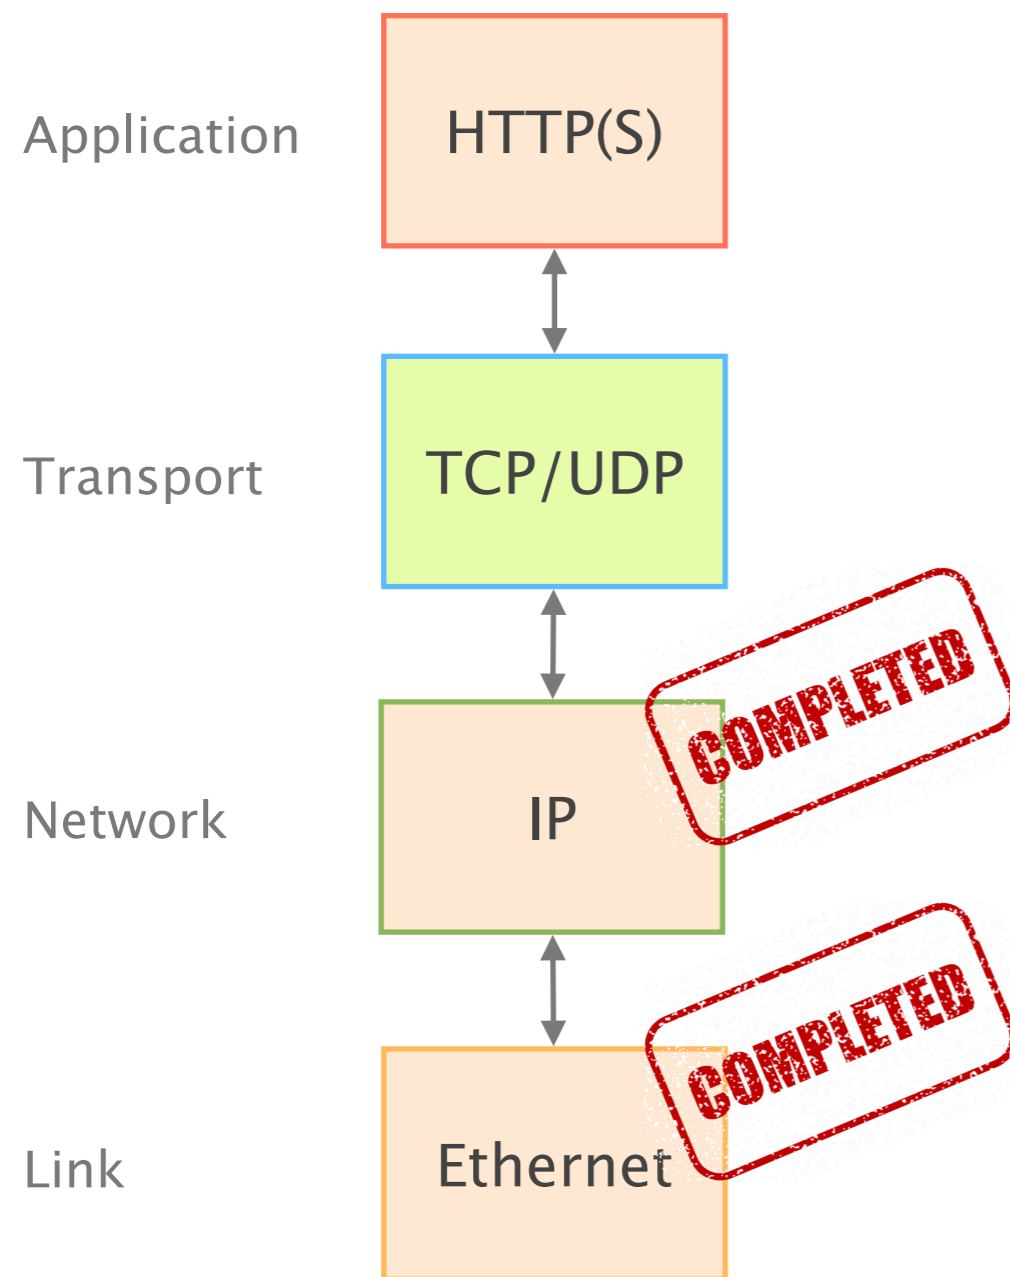 Application
HTTP(S)
Transport
TCP/UDP
COMPLETED
Network
IP
COMPLETED
Link
Ethernet